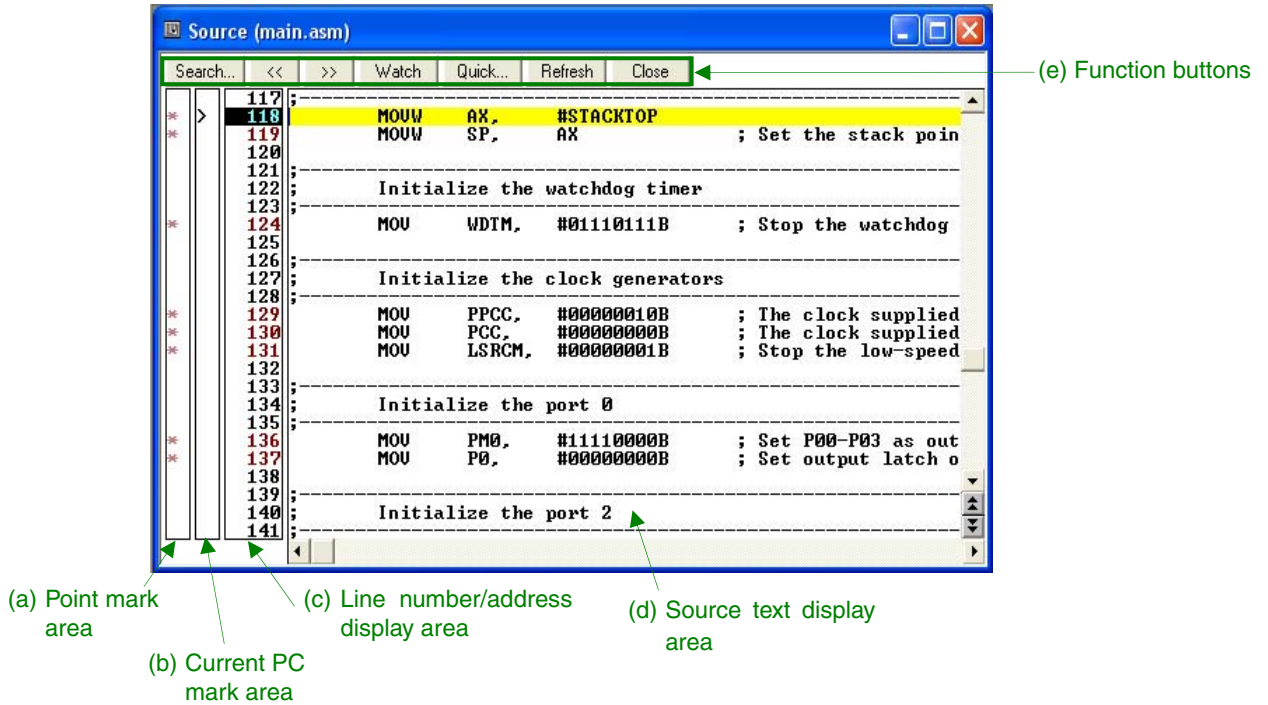 Source (main.asm)
Search... << >> Watch Quick... Refresh Close
(e) Function buttons
117 ;--------------------------------------------------------------
* > 118 MOVW AX, #STACKTOP
* 119 MOVW SP, AX ; Set the stack poin
120
121 ;--------------------------------------------------------------
122 ; Initialize the watchdog timer
123 ;--------------------------------------------------------------
* 124 MOV WDTM, #01110111B ; Stop the watchdog
125
126 ;--------------------------------------------------------------
127 ; Initialize the clock generators
128 ;--------------------------------------------------------------
* 129 MOV PPCC, #00000010B ; The clock supplied
* 130 MOV PCC, #00000000B ; The clock supplied
* 131 MOV LSRCM, #00000001B ; Stop the low-speed
132
133 ;--------------------------------------------------------------
134 ; Initialize the port 0
135 ;--------------------------------------------------------------
* 136 MOV PM0, #11110000B ; Set P00-P03 as out
* 137 MOV P0, #00000000B ; Set output latch o
138
139 ;--------------------------------------------------------------
140 ; Initialize the port 2
141 ;--------------------------------------------------------------
(a) Point mark
area
(b) Current PC
mark area
(c) Line number/address
display area
(d) Source text display
area